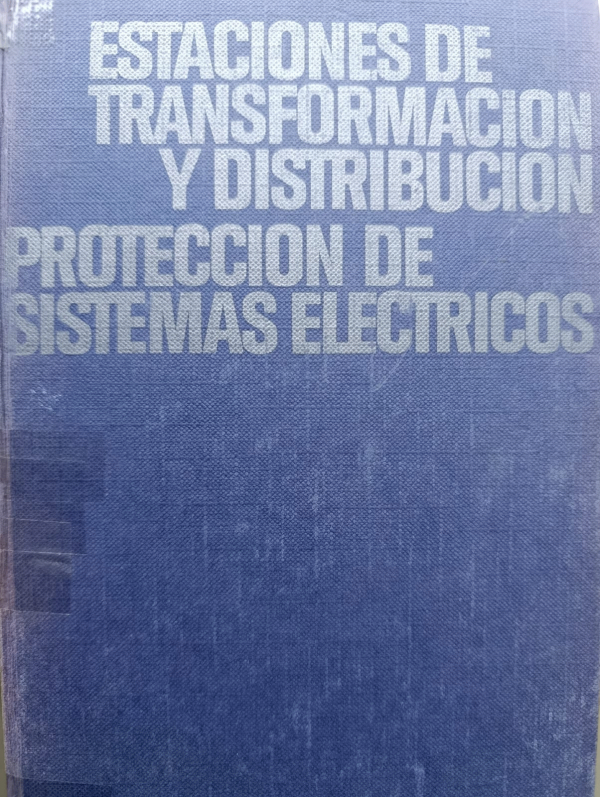 ESTACIONES DE
TRANSFORMACION
Y DISTRIBUCION
PROTECCION DE
SISTEMAS ELECTRICOS